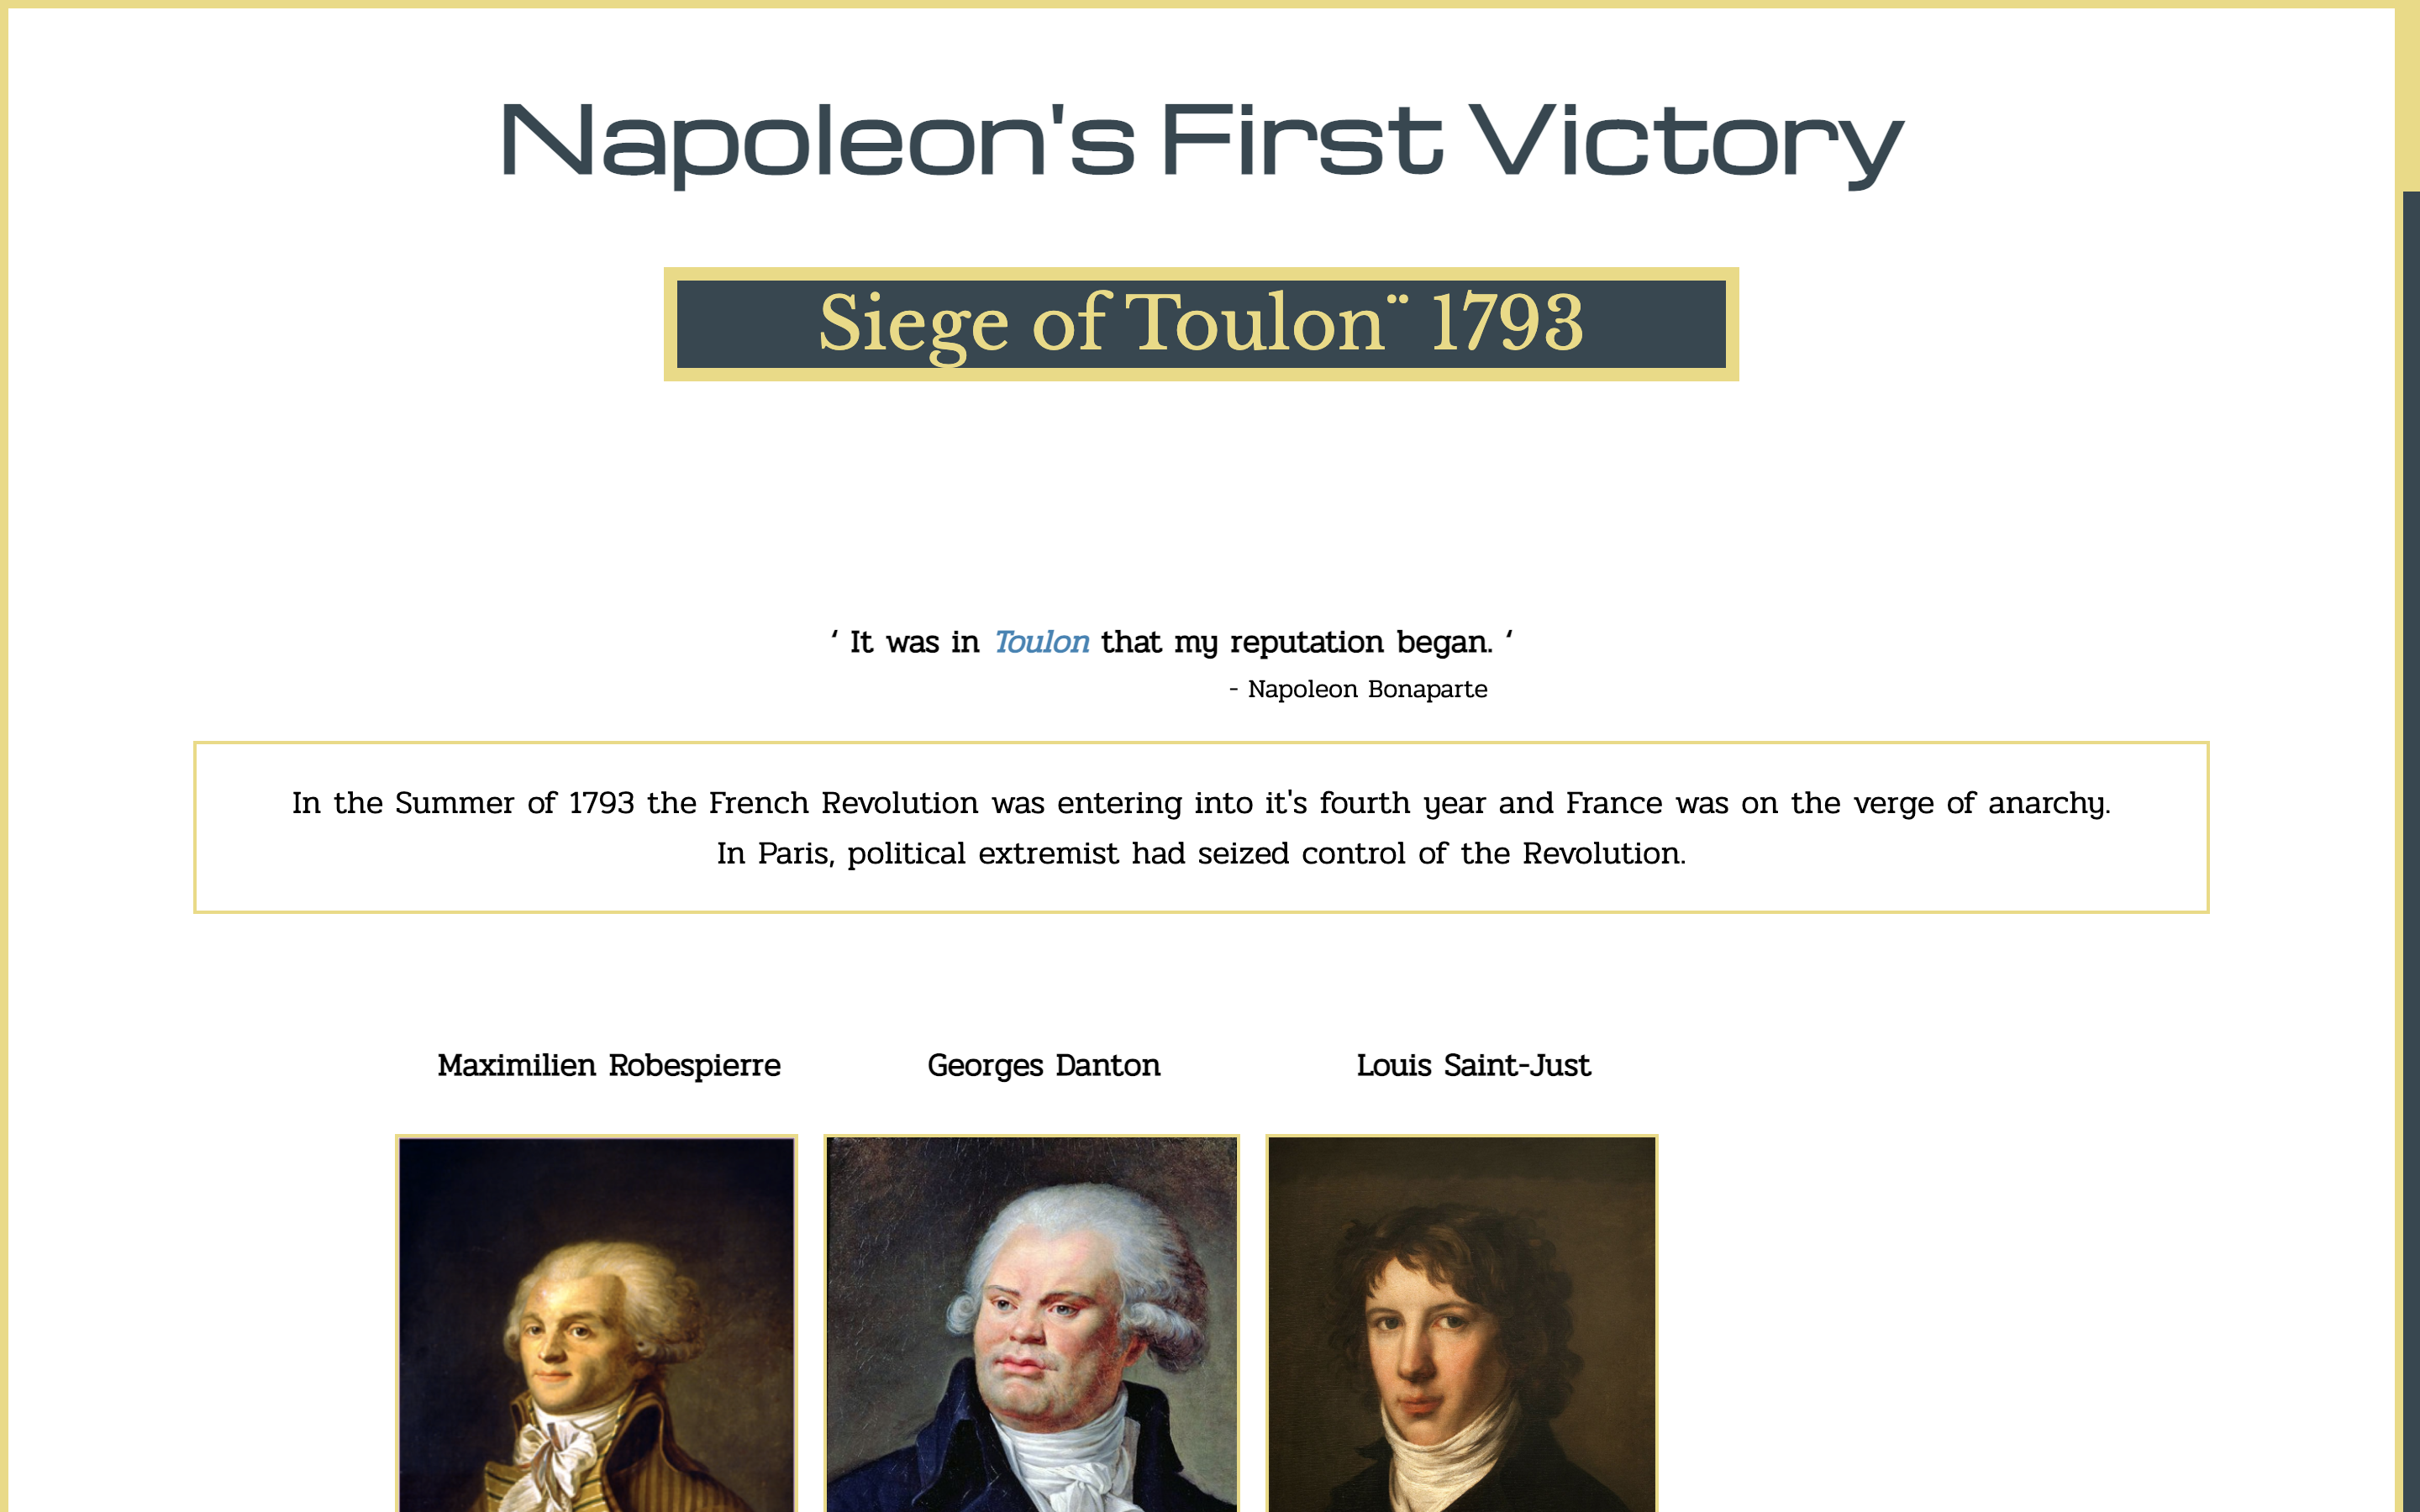 Napoleon's First Victory
Siege of Toulon¨ 1793
‘ It was in Toulon that my reputation began. ‘
- Napoleon Bonaparte
In the Summer of 1793 the French Revolution was entering into it's fourth year and France was on the verge of anarchy.
In Paris, political extremist had seized control of the Revolution.
Maximilien Robespierre Georges Danton Louis Saint-Just